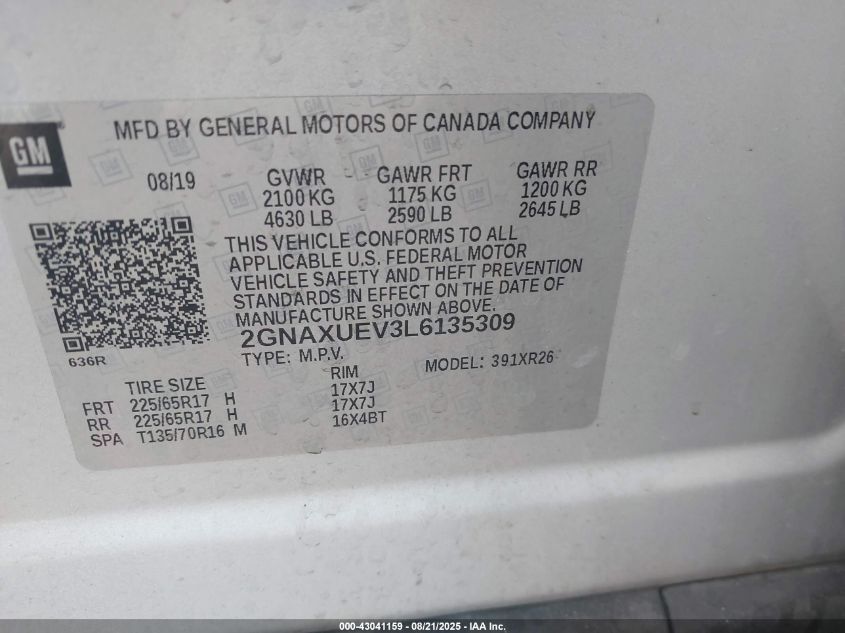 GM
MFD BY GENERAL MOTORS OF CANADA COMPANY
08/19 GVWR GAWR FRT GAWR RR
2100 KG 1175 KG 1200 KG
4630 LB 2590 LB 2645 LB
THIS VEHICLE CONFORMS TO ALL
APPLICABLE U.S. FEDERAL MOTOR
VEHICLE SAFETY AND THEFT PREVENTION
STANDARDS IN EFFECT ON THE DATE OF
MANUFACTURE SHOWN ABOVE.
2GNAXUEV3L6135309
636R
TYPE: M.P.V. MODEL: 391XR26
TIRE SIZE RIM
FRT 225/65R17 H 17X7J
RR 225/65R17 H 17X7J
SPA T135/70R16 M 16X4BT
000-43041159 - 08/21/2025 - IAA Inc.